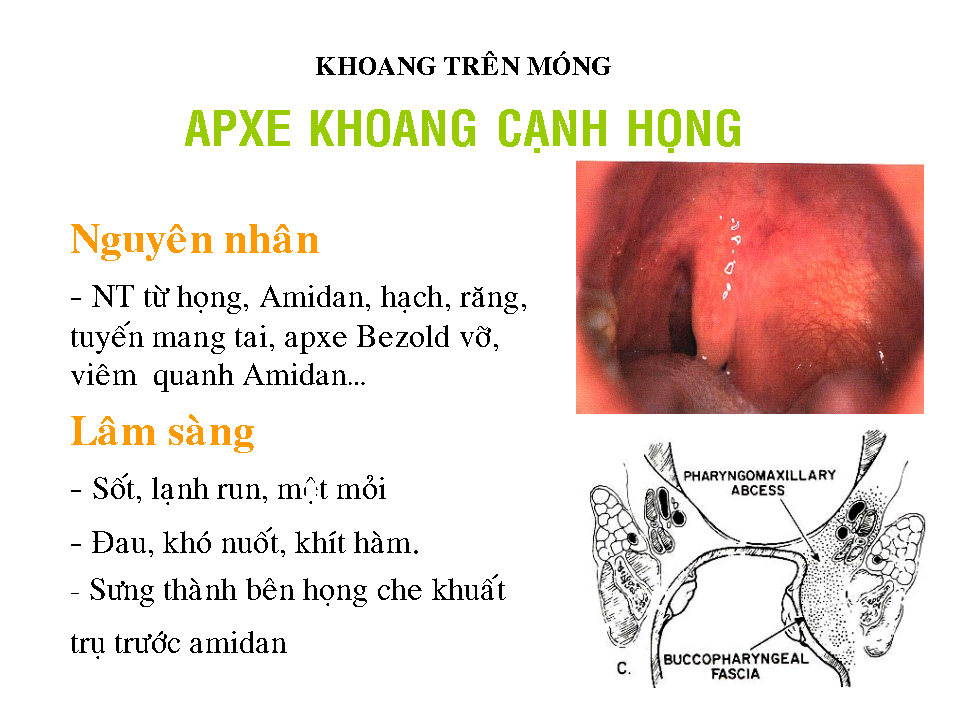 KHOANG TRÊN MÓNG
APXE KHOANG CẠNH HỌNG
Nguyên nhân
- NT từ họng, Amidan, hạch, răng,
tuyến mang tai, apxe Bezold vỡ,
viêm quanh Amidan...
Lâm sàng
- Sốt, lạnh run, một mỏi
- Đau, khó nuốt, khít hàm.
- Sưng thành bên họng che khuất
trụ trước amidan
PHARYNGOMAXILLARY
ABCESS
BUCCOPHARYNGEAL
FASCIA
C.